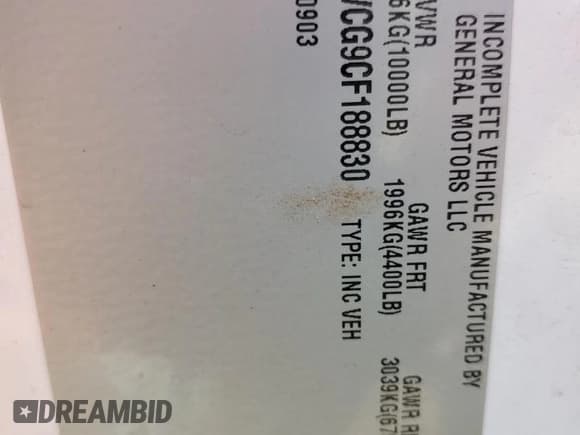 INCOMPLETE VEHICLE MANUFACTURED BY
GENERAL MOTORS LLC
VWR GAWR FRT GAWR R
6KG(10000LB) 1996KG(4400LB) 3039KG(67
VCG9CF188830 TYPE: INC VEH
0903
DREAMBID